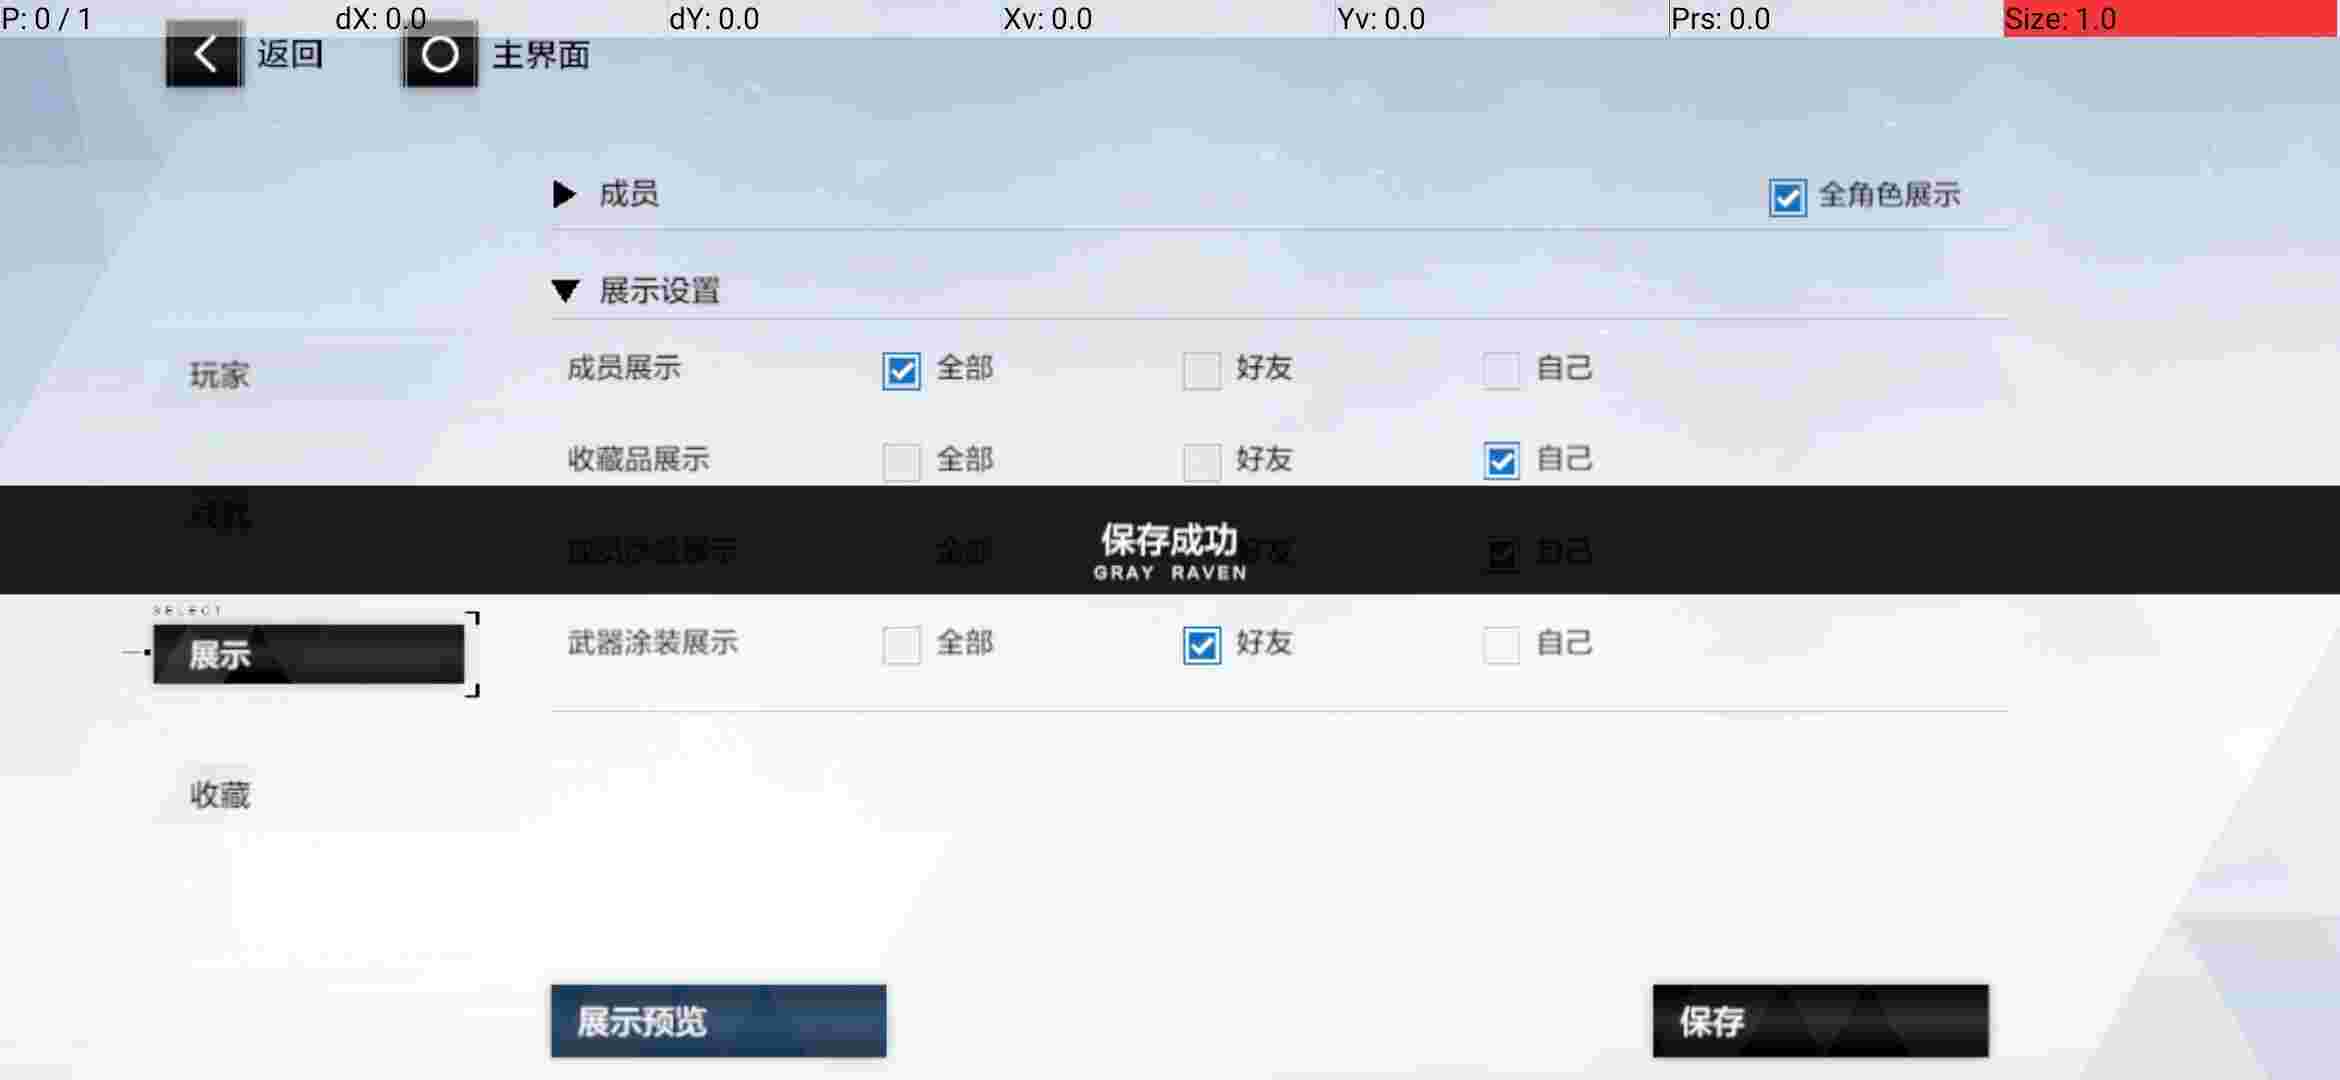 P: 0 / 1 dX: 0.0 dY: 0.0 Xv: 0.0 Yv: 0.0 Prs: 0.0 Size: 1.0
返回 主界面
成员 全角色展示
展示设置
玩家
成员展示 全部 好友 自己
收藏品展示 全部 好友 自己
保存成功
GRAY RAVEN
全部 好友 自己
SELECT
展示
武器涂装展示 全部 好友 自己
收藏
展示预览 保存